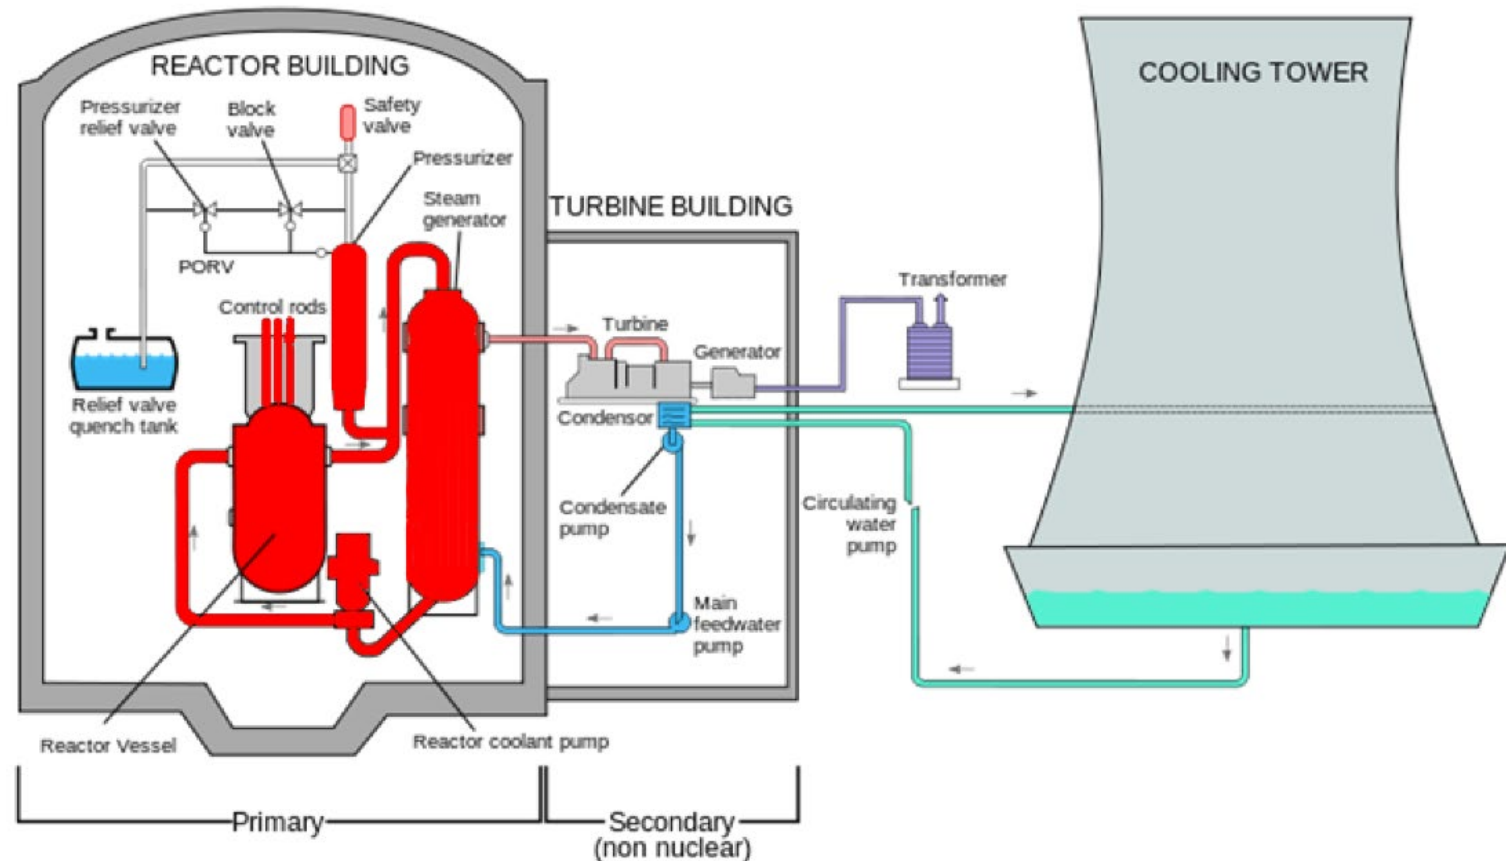 REACTOR BUILDING
Pressurizer
relief valve
Block
valve
Safety
valve
Pressurizer
Steam
generator
PORV
Control rods
Relief valve
quench tank
Reactor Vessel
Reactor coolant pump
TURBINE BUILDING
Turbine
Generator
Condensor
Condensate
pump
Main
feedwater
pump
Transformer
Circulating
water
pump
COOLING TOWER
Primary
Secondary
(non nuclear)